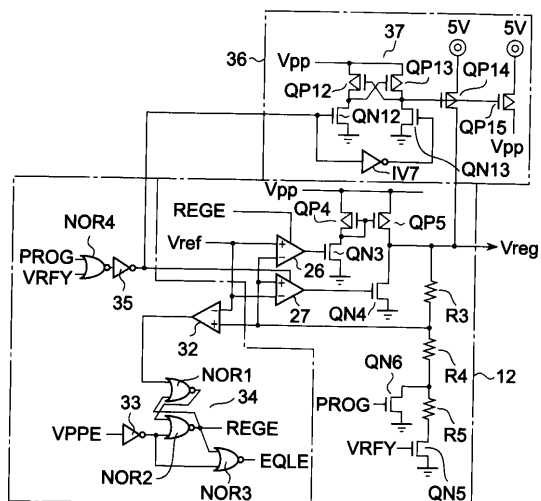 5V 5V
37
36
Vpp
QP13
QP14
QP12
QN12
QP15
Vpp
QN13
IV7
Vpp
REGE
QP4
QP5
NOR4
Vref
+
−
26
QN3
Vreg
PROG
VRFY
35
+
−
27
QN4
R3
32
−
+
R4
NOR1
QN6
12
33
34
PROG
R5
VPPE
REGE
VRFY
NOR2
EQLE
QN5
NOR3